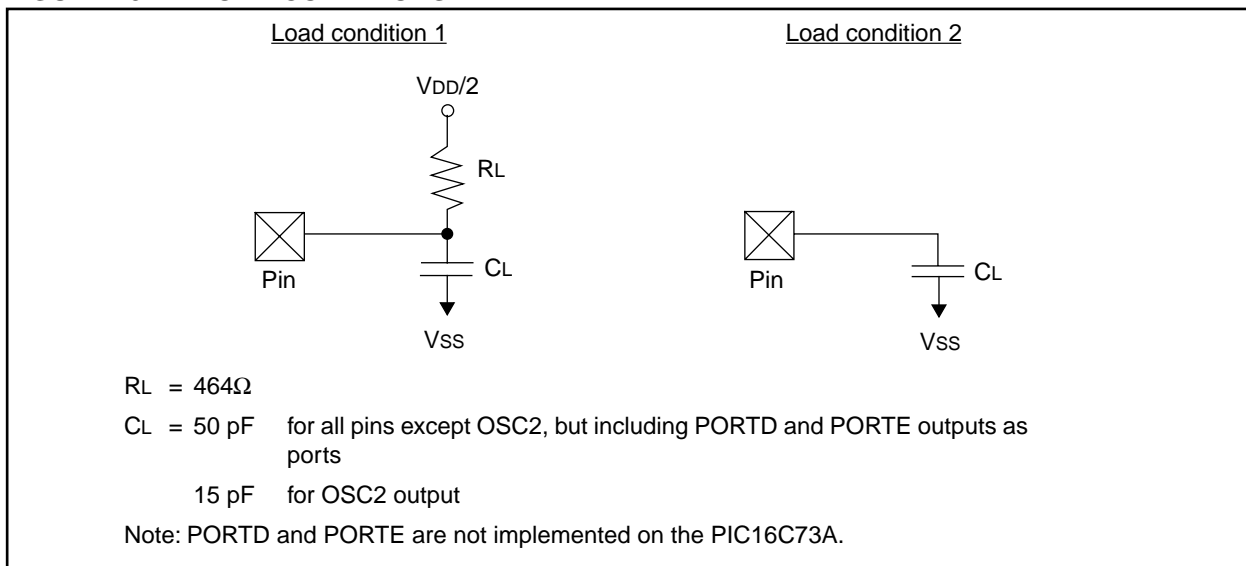 Load condition 1
Load condition 2
VDD/2
RL
Pin
CL
VSS
Pin
CL
VSS
RL = 464Ω
CL = 50 pF for all pins except OSC2, but including PORTD and PORTE outputs as
ports
15 pF for OSC2 output
Note: PORTD and PORTE are not implemented on the PIC16C73A.